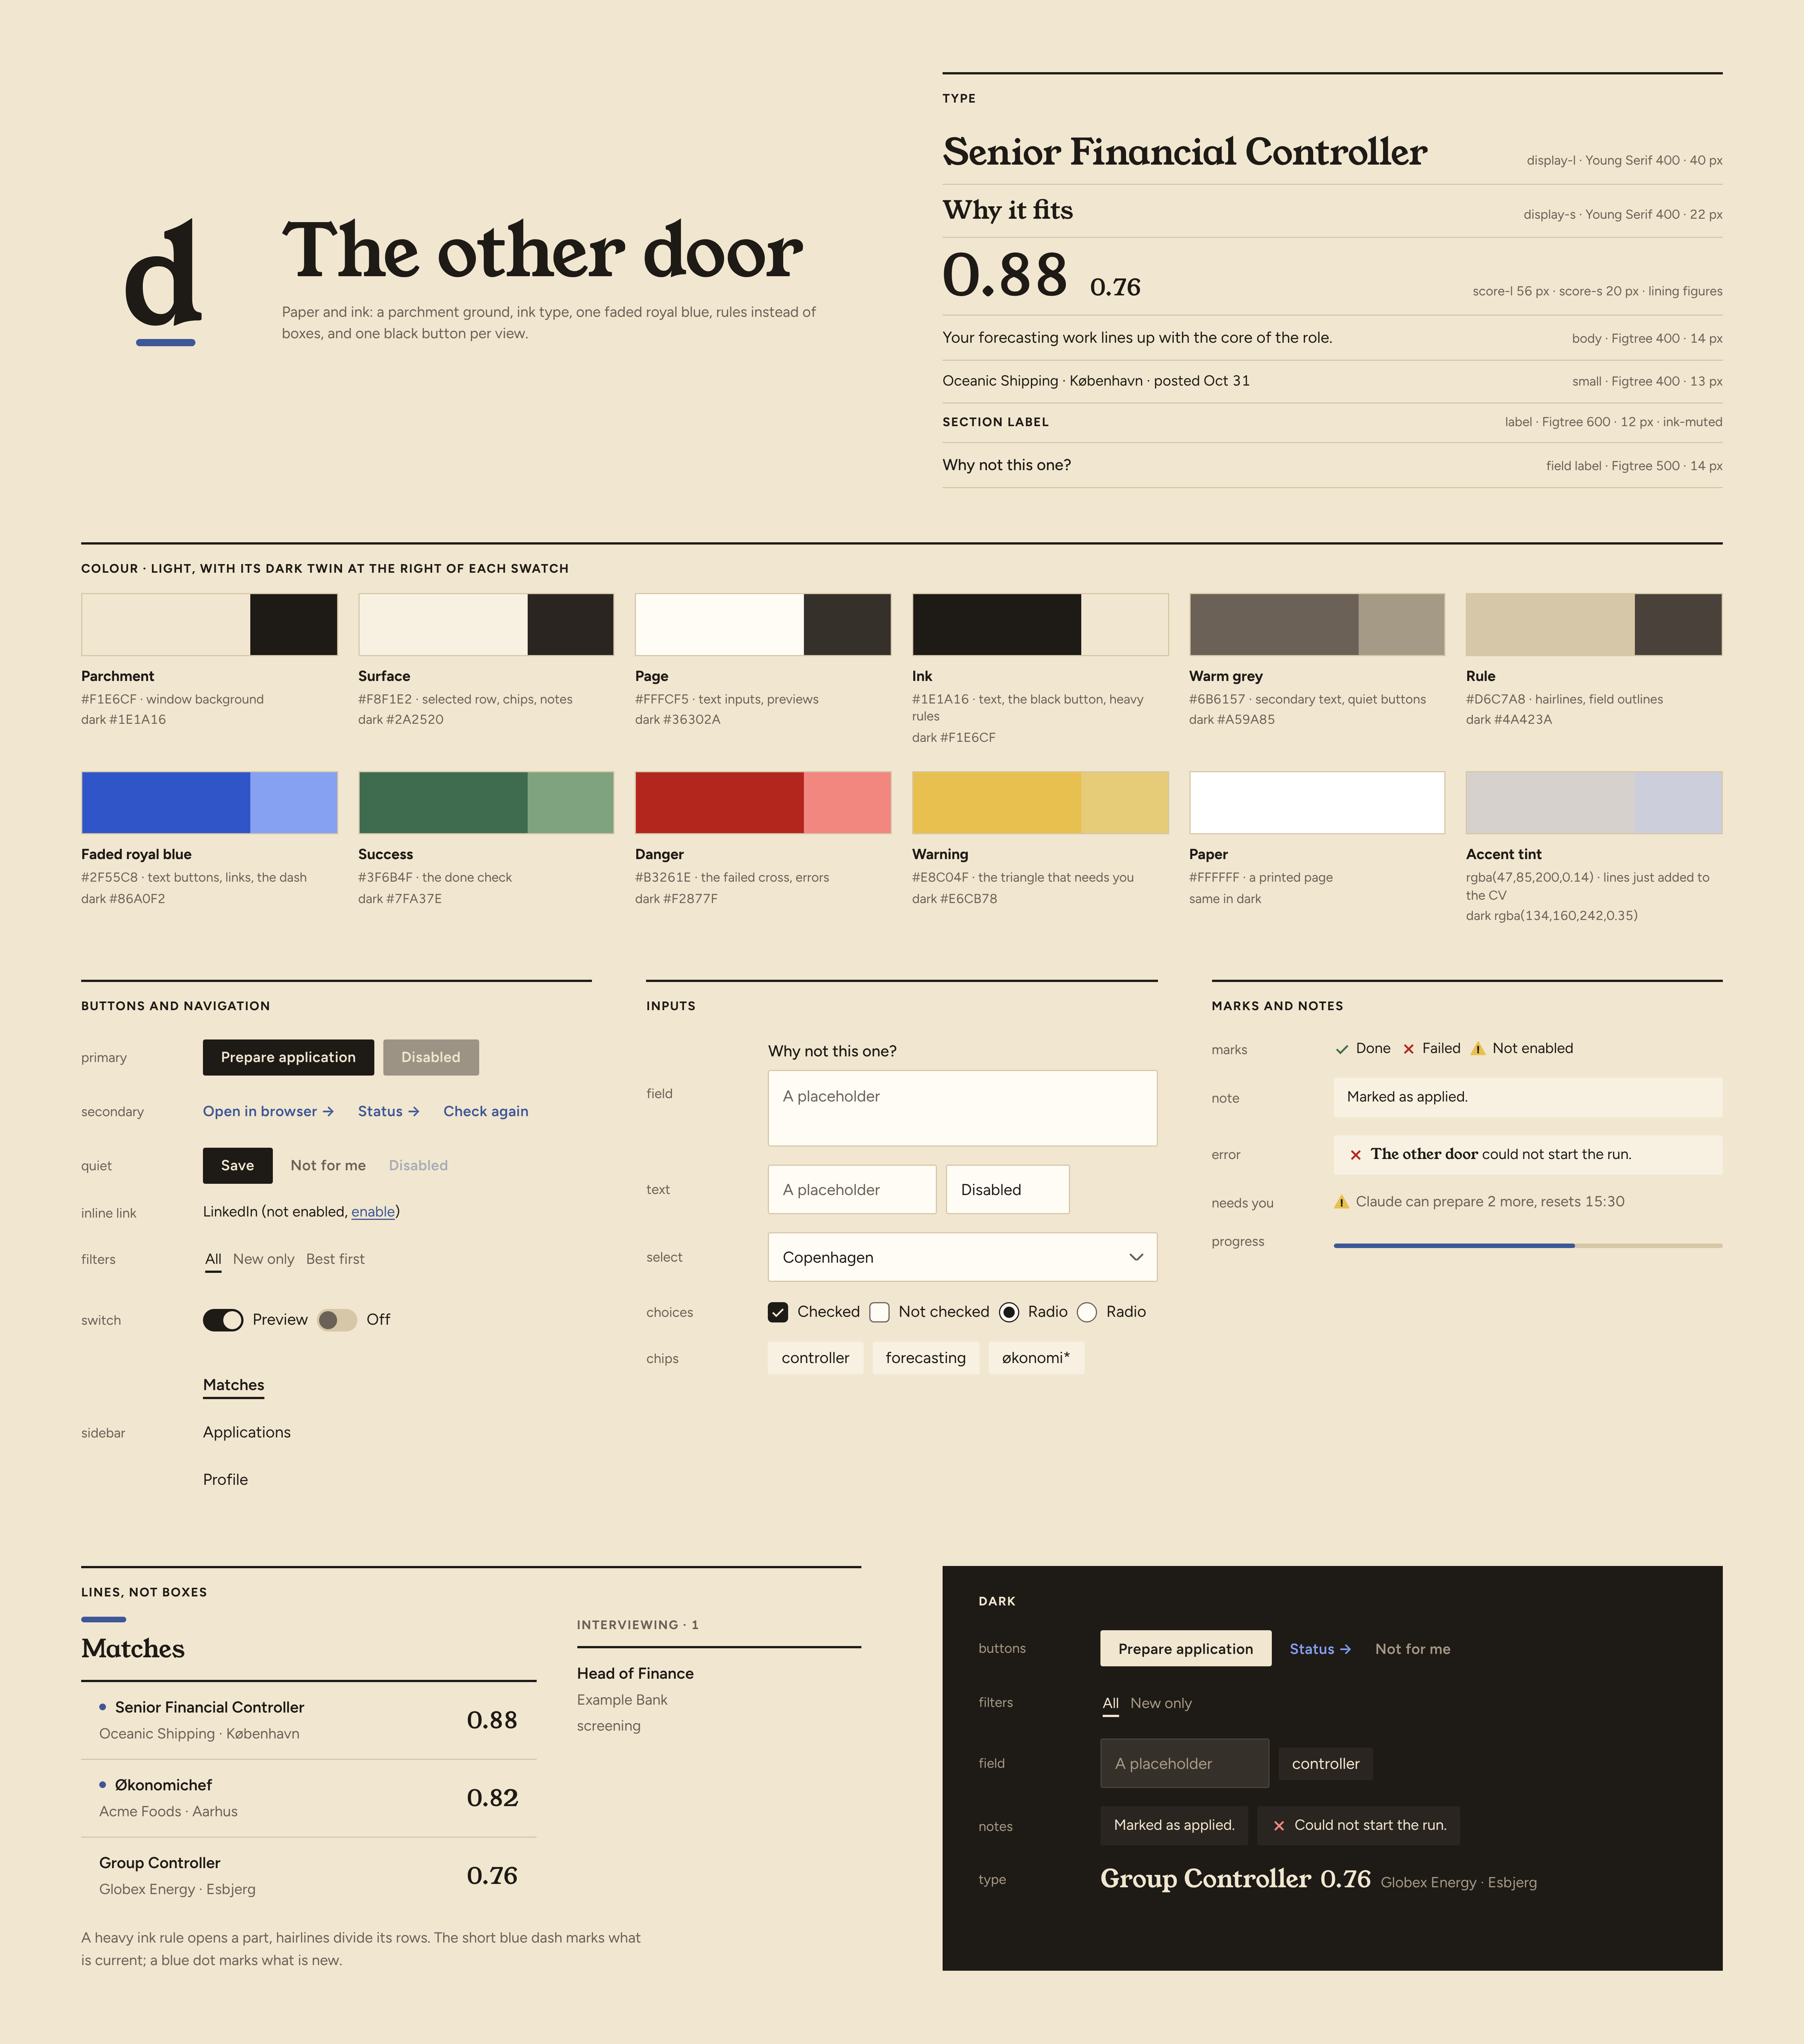 d
The other door
Paper and ink: a parchment ground, ink type, one faded royal blue, rules instead of
boxes, and one black button per view.
TYPE
Senior Financial Controller
display-l · Young Serif 400 · 40 px
Why it fits
display-s · Young Serif 400 · 22 px
0.88 0.76
score-l 56 px · score-s 20 px · lining figures
Your forecasting work lines up with the core of the role.
body · Figtree 400 · 14 px
Oceanic Shipping · København · posted Oct 31
small · Figtree 400 · 13 px
SECTION LABEL
label · Figtree 600 · 12 px · ink-muted
Why not this one?
field label · Figtree 500 · 14 px
COLOUR · LIGHT, WITH ITS DARK TWIN AT THE RIGHT OF EACH SWATCH
Parchment
#F1E6CF · window background
dark #1E1A16
Surface
#F8F1E2 · selected row, chips, notes
dark #2A2520
Page
#FFFCF5 · text inputs, previews
dark #36302A
Ink
#1E1A16 · text, the black button, heavy
rules
dark #F1E6CF
Warm grey
#6B6157 · secondary text, quiet buttons
dark #A59A85
Rule
#D6C7A8 · hairlines, field outlines
dark #4A423A
Faded royal blue
#2F55C8 · text buttons, links, the dash
dark #86A0F2
Success
#3F6B4F · the done check
dark #7FA37E
Danger
#B3261E · the failed cross, errors
dark #F2877F
Warning
#E8C04F · the triangle that needs you
dark #E6CB78
Paper
#FFFFFF · a printed page
same in dark
Accent tint
rgba(47,85,200,0.14) · lines just added to
the CV
dark rgba(134,160,242,0.35)
BUTTONS AND NAVIGATION
primary
Prepare application
Disabled
secondary
Open in browser →
Status →
Check again
quiet
Save
Not for me
Disabled
inline link
LinkedIn (not enabled, enable)
filters
All New only Best first
switch
Preview
Off
sidebar
Matches
Applications
Profile
INPUTS
field
Why not this one?
A placeholder
text
A placeholder
Disabled
select
Copenhagen
choices
Checked
Not checked
Radio
Radio
chips
controller
forecasting
økonomi*
MARKS AND NOTES
marks
Done
Failed
Not enabled
note
Marked as applied.
error
The other door could not start the run.
needs you
Claude can prepare 2 more, resets 15:30
progress
LINES, NOT BOXES
Matches
Senior Financial Controller
Oceanic Shipping · København
0.88
Økonomichef
Acme Foods · Aarhus
0.82
Group Controller
Globex Energy · Esbjerg
0.76
INTERVIEWING · 1
Head of Finance
Example Bank
screening
A heavy ink rule opens a part, hairlines divide its rows. The short blue dash marks what
is current; a blue dot marks what is new.
DARK
buttons
Prepare application
Status →
Not for me
filters
All New only
field
A placeholder
controller
notes
Marked as applied.
Could not start the run.
type
Group Controller 0.76 Globex Energy · Esbjerg